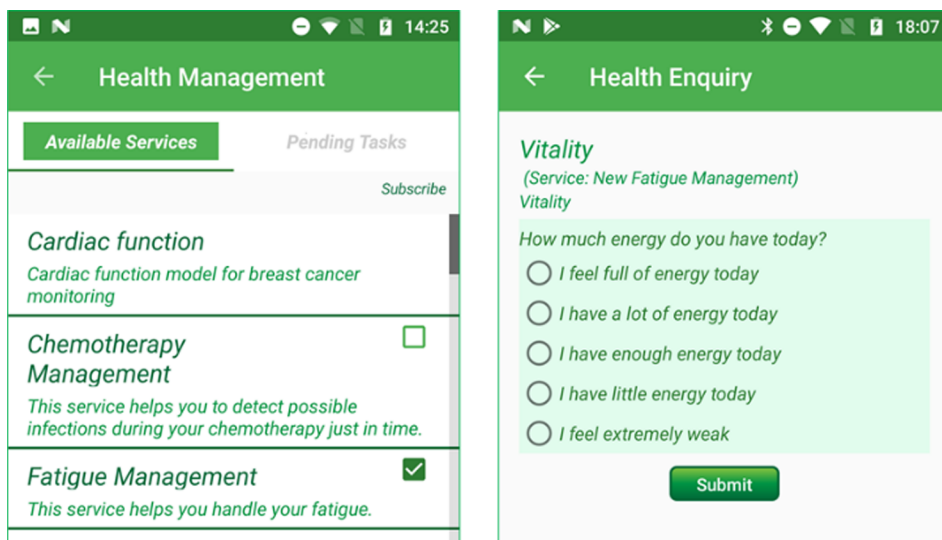 14:25
Health Management
Available Services
Pending Tasks
Subscribe
Cardiac function
Cardiac function model for breast cancer
monitoring
Chemotherapy
Management
This service helps you to detect possible
infections during your chemotherapy just in time.
Fatigue Management
This service helps you handle your fatigue.
18:07
Health Enquiry
Vitality
(Service: New Fatigue Management)
Vitality
How much energy do you have today?
I feel full of energy today
I have a lot of energy today
I have enough energy today
I have little energy today
I feel extremely weak
Submit